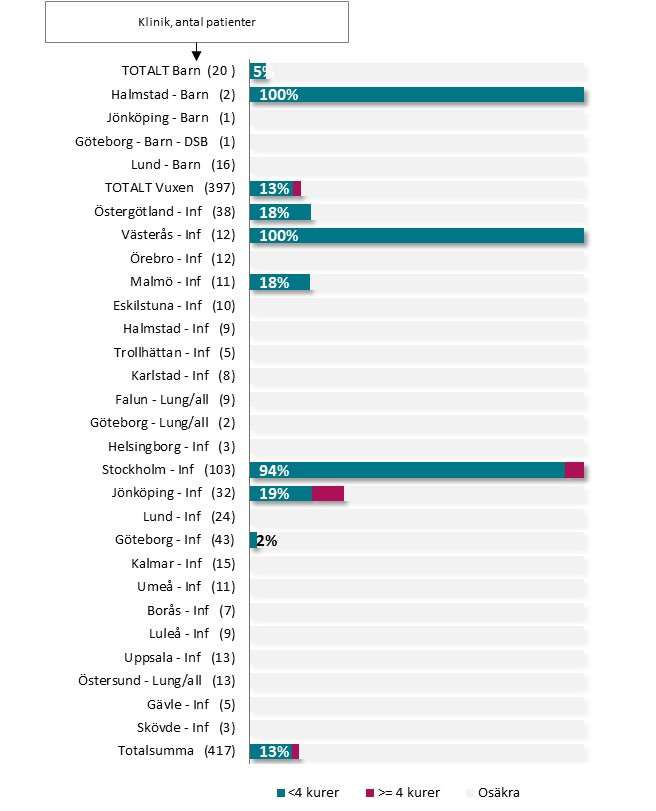 Klinik, antal patienter
TOTALT Barn (20 ) 5%
Halmstad - Barn (2) 100%
Jönköping - Barn (1)
Göteborg - Barn - DSB (1)
Lund - Barn (16)
TOTALT Vuxen (397) 13%
Östergötland - Inf (38) 18%
Västerås - Inf (12) 100%
Örebro - Inf (12)
Malmö - Inf (11) 18%
Eskilstuna - Inf (10)
Halmstad - Inf (9)
Trollhättan - Inf (5)
Karlstad - Inf (8)
Falun - Lung/all (9)
Göteborg - Lung/all (2)
Helsingborg - Inf (3)
Stockholm - Inf (103) 94%
Jönköping - Inf (32) 19%
Lund - Inf (24)
Göteborg - Inf (43) 2%
Kalmar - Inf (15)
Umeå - Inf (11)
Borås - Inf (7)
Luleå - Inf (9)
Uppsala - Inf (13)
Östersund - Lung/all (13)
Gävle - Inf (5)
Skövde - Inf (3)
Totalsumma (417) 13%
<4 kurer >= 4 kurer Osäkra